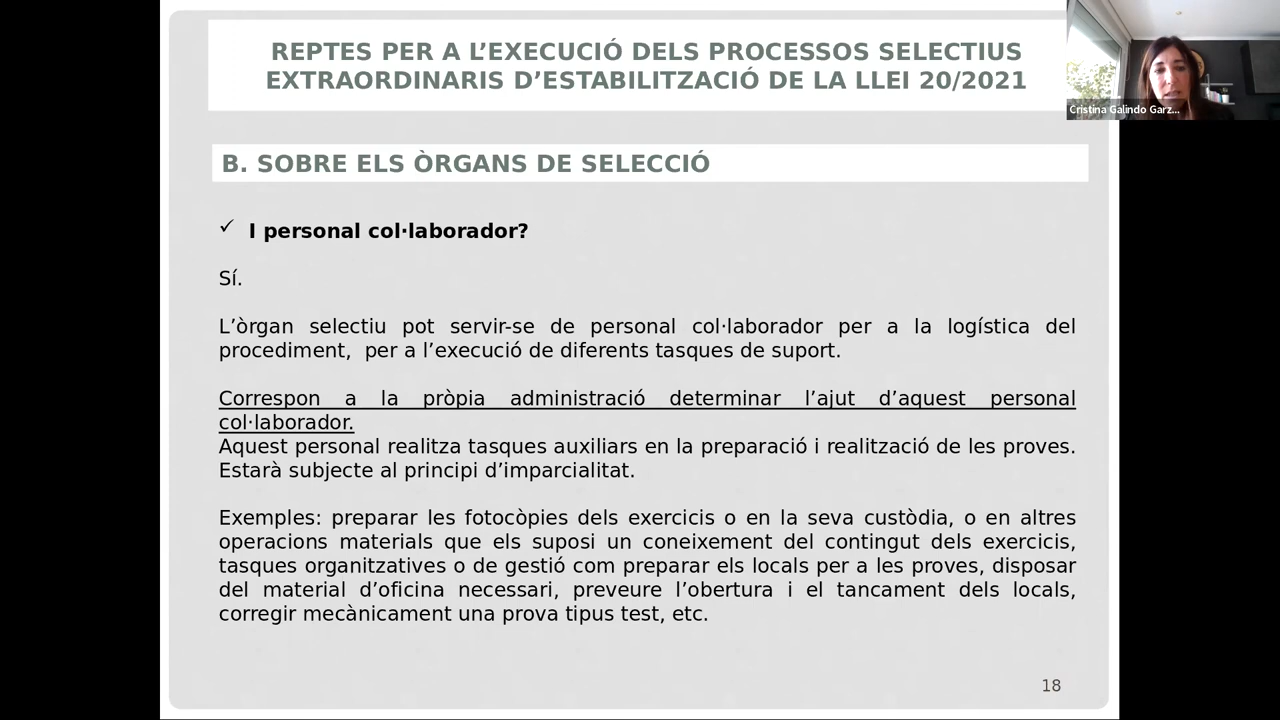 REPTES PER A L’EXECUCIÓ DELS PROCESSOS SELECTIUS
EXTRAORDINARIS D’ESTABILITZACIÓ DE LA LLEI 20/2021
Cristina Galindo Garz...
B. SOBRE ELS ÒRGANS DE SELECCIÓ
✓ I personal col·laborador?
Sí.
L’òrgan selectiu pot servir-se de personal col·laborador per a la logística del
procediment,  per a l’execució de diferents tasques de suport.
Correspon a la pròpia administració determinar l’ajut d’aquest personal
col·laborador.
Aquest personal realitza tasques auxiliars en la preparació i realització de les proves.
Estarà subjecte al principi d’imparcialitat.
Exemples: preparar les fotocòpies dels exercicis o en la seva custòdia, o en altres
operacions materials que els suposi un coneixement del contingut dels exercicis,
tasques organitzatives o de gestió com preparar els locals per a les proves, disposar
del material d’oficina necessari, preveure l’obertura i el tancament dels locals,
corregir mecànicament una prova tipus test, etc.
18